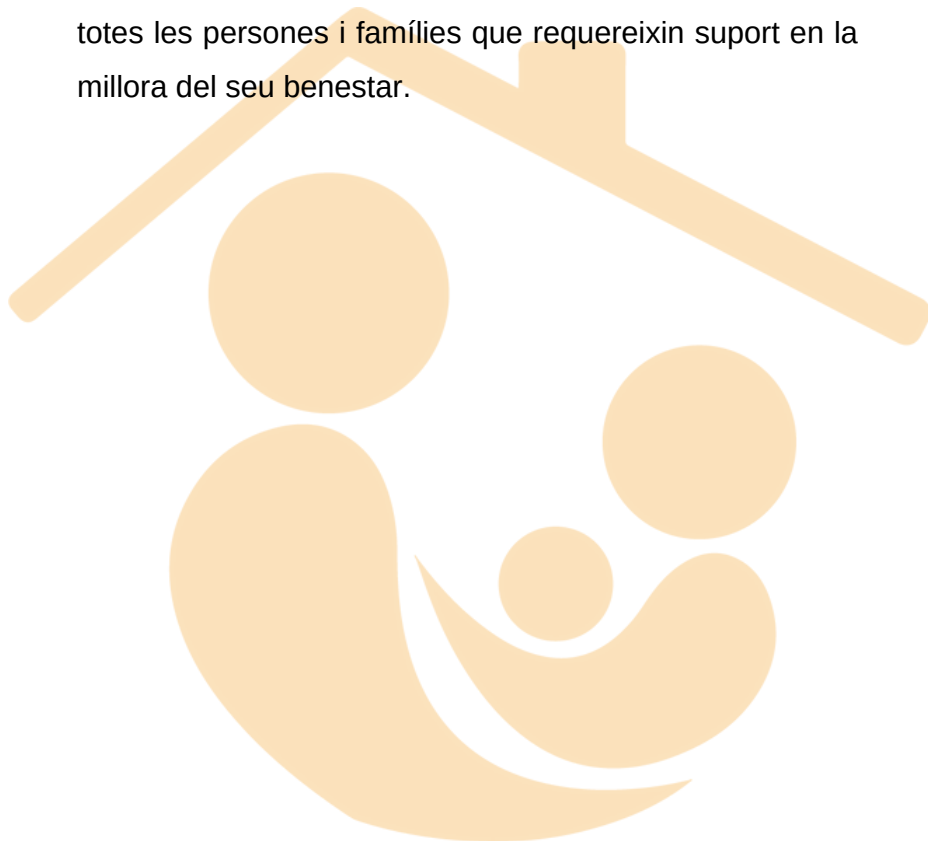 totes les persones i famílies que requereixin suport en la
millora del seu benestar.